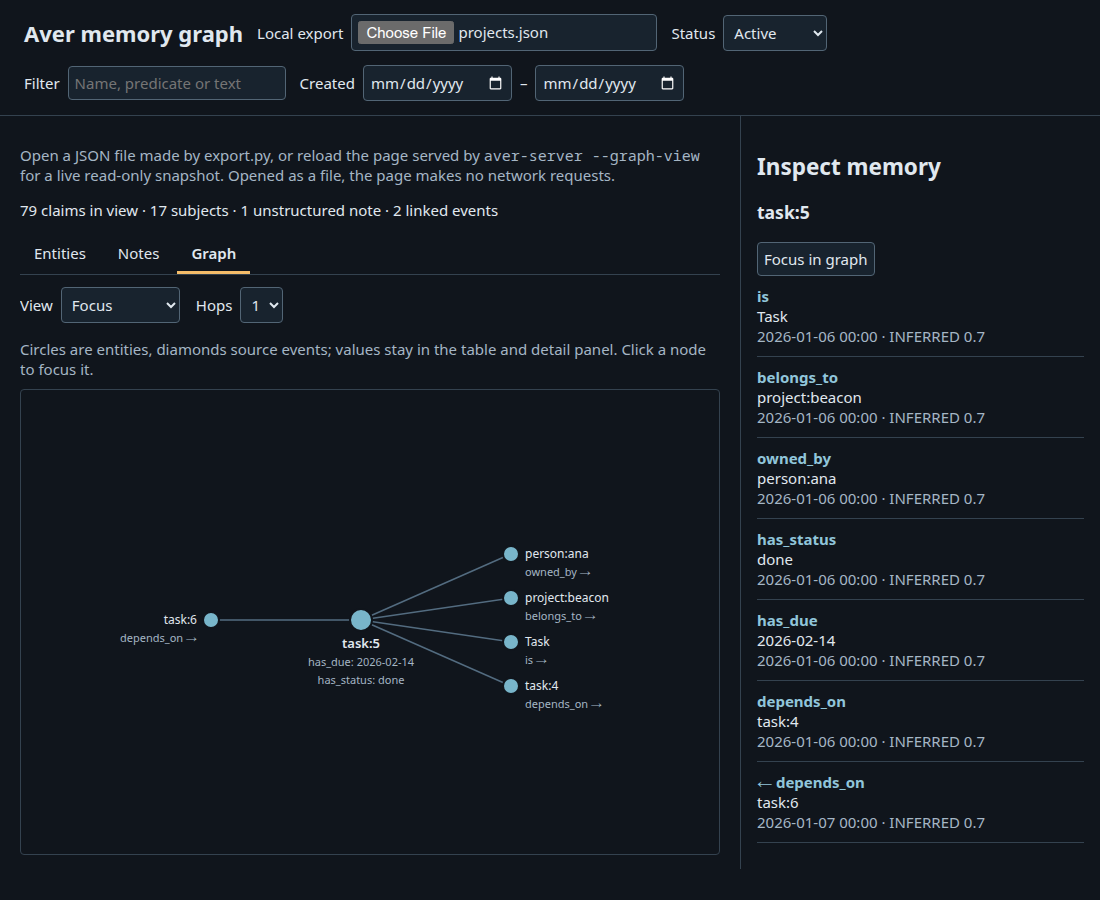 Aver memory graph Local export Choose File projects.json Status Active
Filter Name, predicate or text Created mm/dd/yyyy – mm/dd/yyyy
Open a JSON file made by export.py, or reload the page served by aver-server --graph-view
for a live read-only snapshot. Opened as a file, the page makes no network requests.
79 claims in view · 17 subjects · 1 unstructured note · 2 linked events
Entities Notes Graph
View Focus Hops 1
Circles are entities, diamonds source events; values stay in the table and detail panel. Click a node
to focus it.
task:6
depends_on →
task:5
has_due: 2026-02-14
has_status: done
person:ana
owned_by →
project:beacon
belongs_to →
Task
is →
task:4
depends_on →
Inspect memory
task:5
Focus in graph
is
Task
2026-01-06 00:00 · INFERRED 0.7
belongs_to
project:beacon
2026-01-06 00:00 · INFERRED 0.7
owned_by
person:ana
2026-01-06 00:00 · INFERRED 0.7
has_status
done
2026-01-06 00:00 · INFERRED 0.7
has_due
2026-02-14
2026-01-06 00:00 · INFERRED 0.7
depends_on
task:4
2026-01-06 00:00 · INFERRED 0.7
← depends_on
task:6
2026-01-07 00:00 · INFERRED 0.7